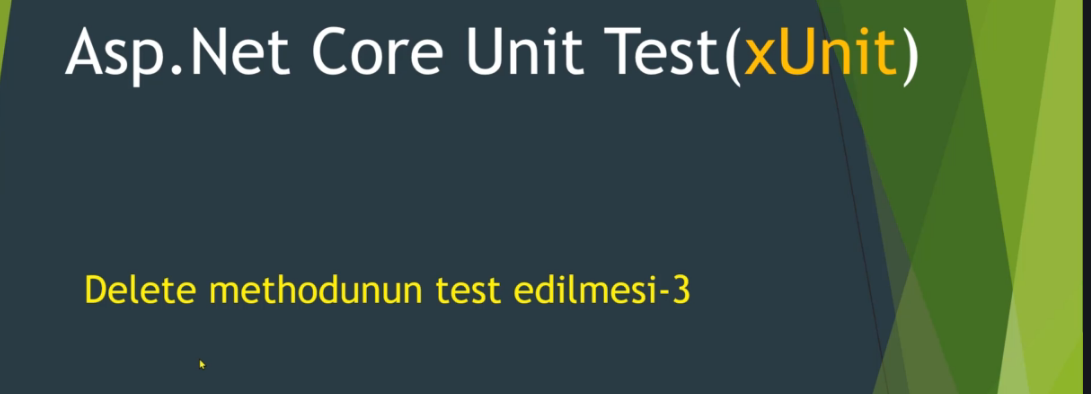 Asp.Net Core Unit Test(xUnit)
Delete methodunun test edilmesi-3